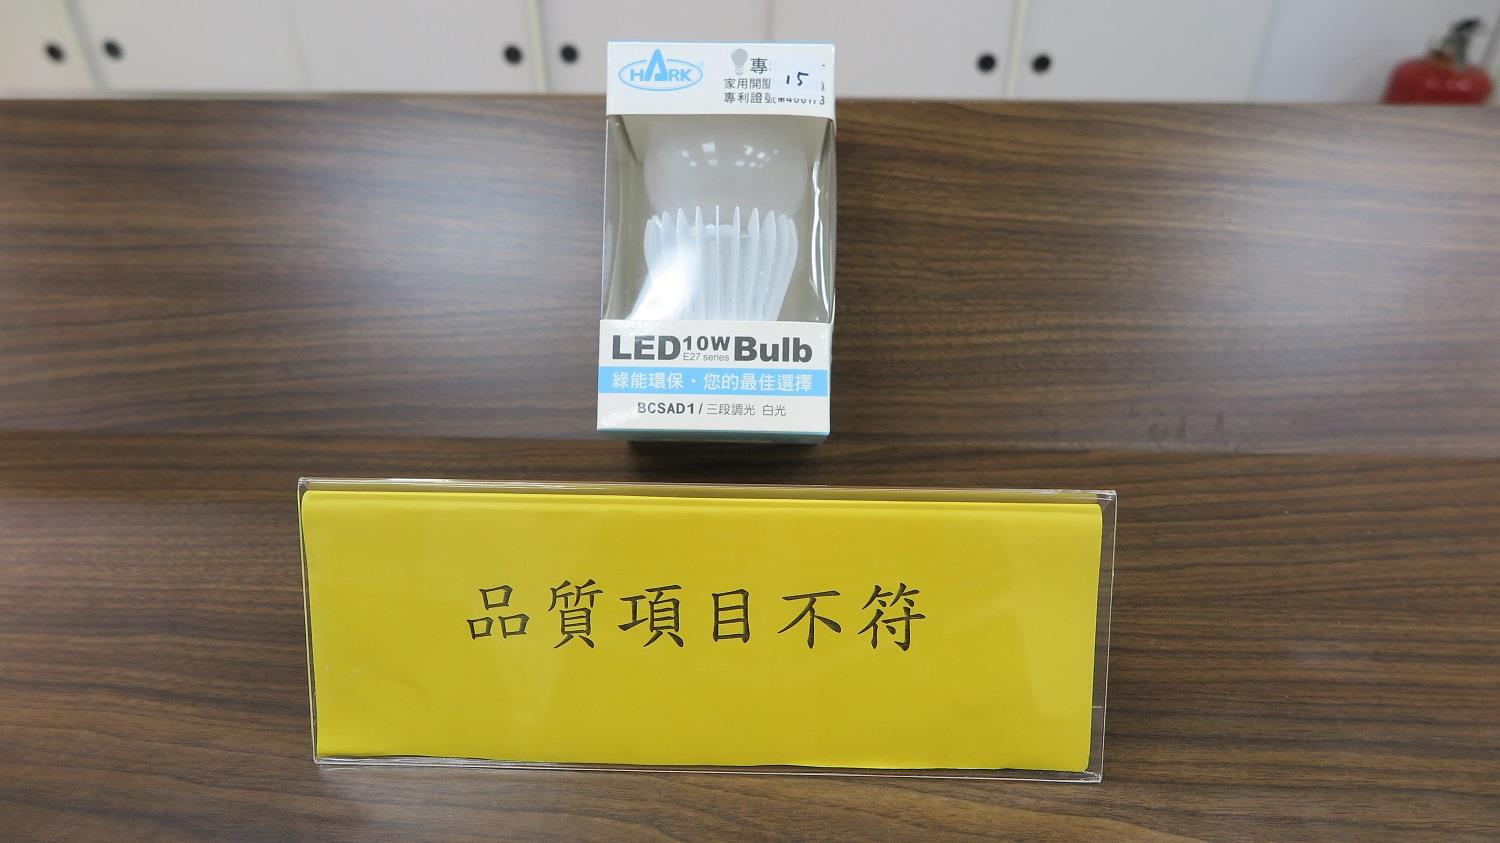 HARK
15
家用開關
專利證號
LED 10W Bulb
E27 series
綠能環保・您的最佳選擇
BCSAD1/三段調光 白光
品質項目不符